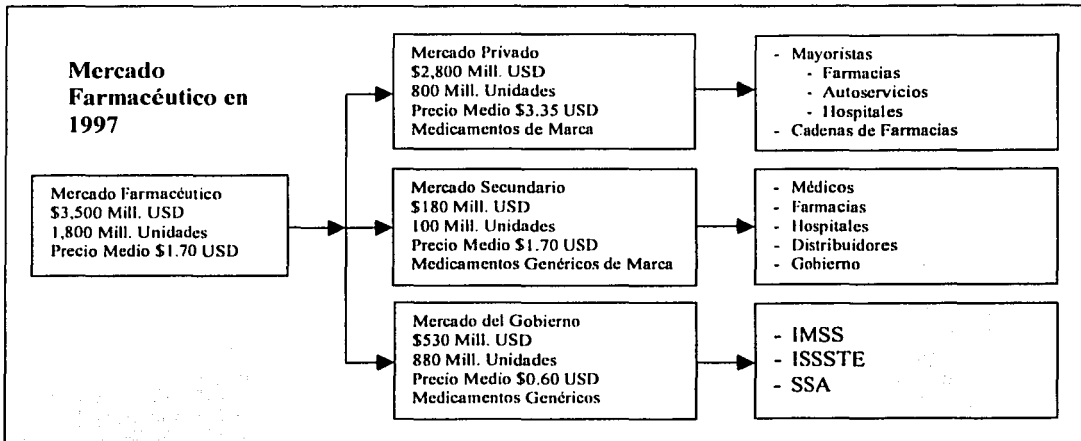 Mercado
Farmacéutico en
1997
Mercado Farmacéutico
$3,500 Mill. USD
1,800 Mill. Unidades
Precio Medio $1.70 USD
Mercado Privado
$2,800 Mill. USD
800 Mill. Unidades
Precio Medio $3.35 USD
Medicamentos de Marca
- Mayoristas
- Farmacias
- Autoservicios
- Hospitales
- Cadenas de Farmacias
Mercado Secundario
$180 Mill. USD
100 Mill. Unidades
Precio Medio $1.70 USD
Medicamentos Genéricos de Marca
- Médicos
- Farmacias
- Hospitales
- Distribuidores
- Gobierno
Mercado del Gobierno
$530 Mill. USD
880 Mill. Unidades
Precio Medio $0.60 USD
Medicamentos Genéricos
- IMSS
- ISSSTE
- SSA